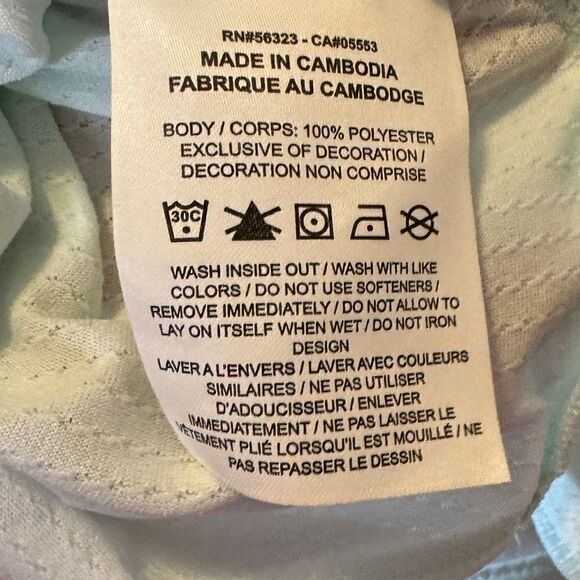 RN#56323 - CA#05553
MADE IN CAMBODIA
FABRIQUE AU CAMBODGE
BODY / CORPS: 100% POLYESTER
EXCLUSIVE OF DECORATION /
DECORATION NON COMPRISE
30C
WASH INSIDE OUT / WASH WITH LIKE
COLORS / DO NOT USE SOFTENERS /
REMOVE IMMEDIATELY / DO NOT ALLOW TO
LAY ON ITSELF WHEN WET / DO NOT IRON
DESIGN
LAVER A L'ENVERS / LAVER AVEC COULEURS
SIMILAIRES / NE PAS UTILISER
D'ADOUCISSEUR / ENLEVER
IMMEDIATEMENT / NE PAS LAISSER LE
VÊTEMENT PLIÉ LORSQU'IL EST MOUILLÉ / NE
PAS REPASSER LE DESSIN